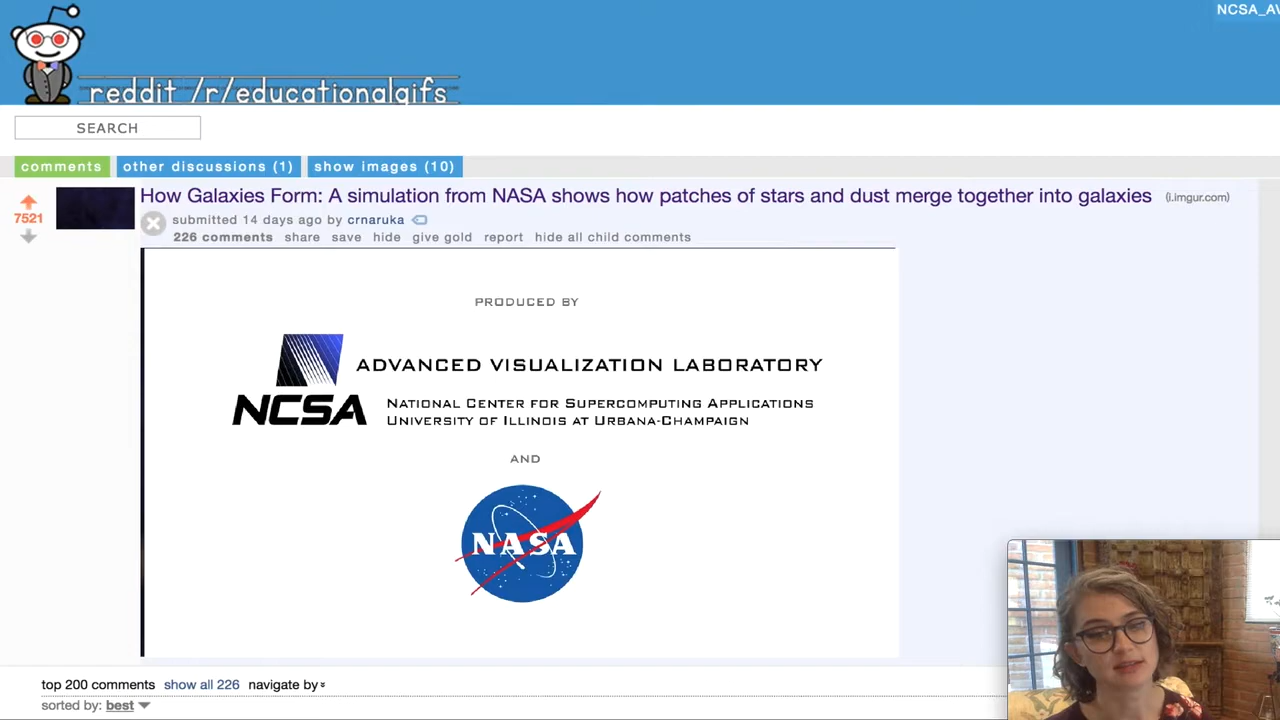 NCSA_AV
reddit /r/educationalgifs
SEARCH
comments
other discussions (1)
show images (10)
How Galaxies Form: A simulation from NASA shows how patches of stars and dust merge together into galaxies (i.imgur.com)
7521
submitted 14 days ago by crnaruka
226 comments share save hide give gold report hide all child comments
PRODUCED BY
ADVANCED VISUALIZATION LABORATORY
NCSA
NATIONAL CENTER FOR SUPERCOMPUTING APPLICATIONS
UNIVERSITY OF ILLINOIS AT URBANA-CHAMPAIGN
AND
NASA
top 200 comments show all 226 navigate by
sorted by: best